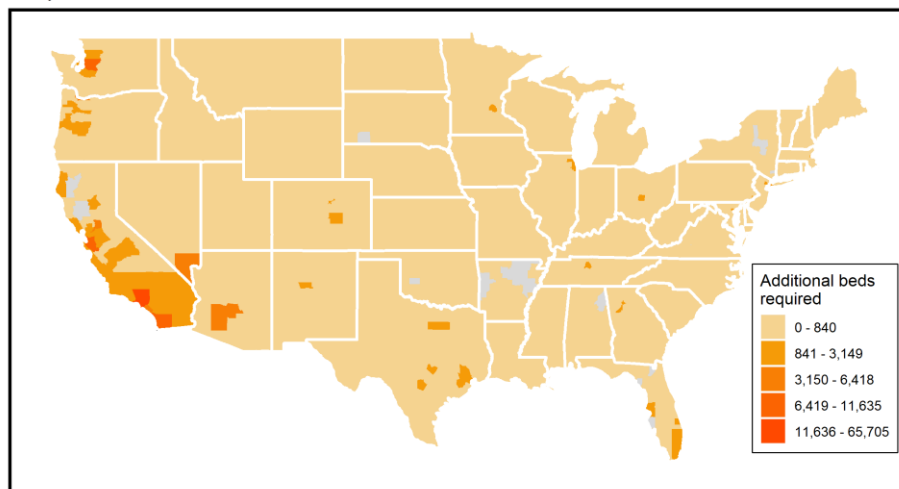 Additional beds
required
0 - 840
841 - 3,149
3,150 - 6,418
6,419 - 11,635
11,636 - 65,705